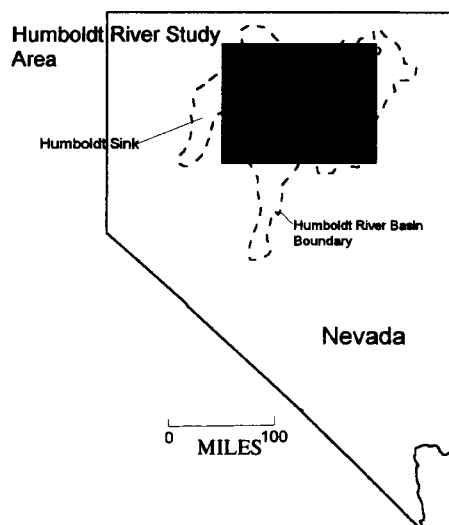 Humboldt River Study
Area
Humboldt Sink
Humboldt River Basin
Boundary
Nevada
0 100
MILES